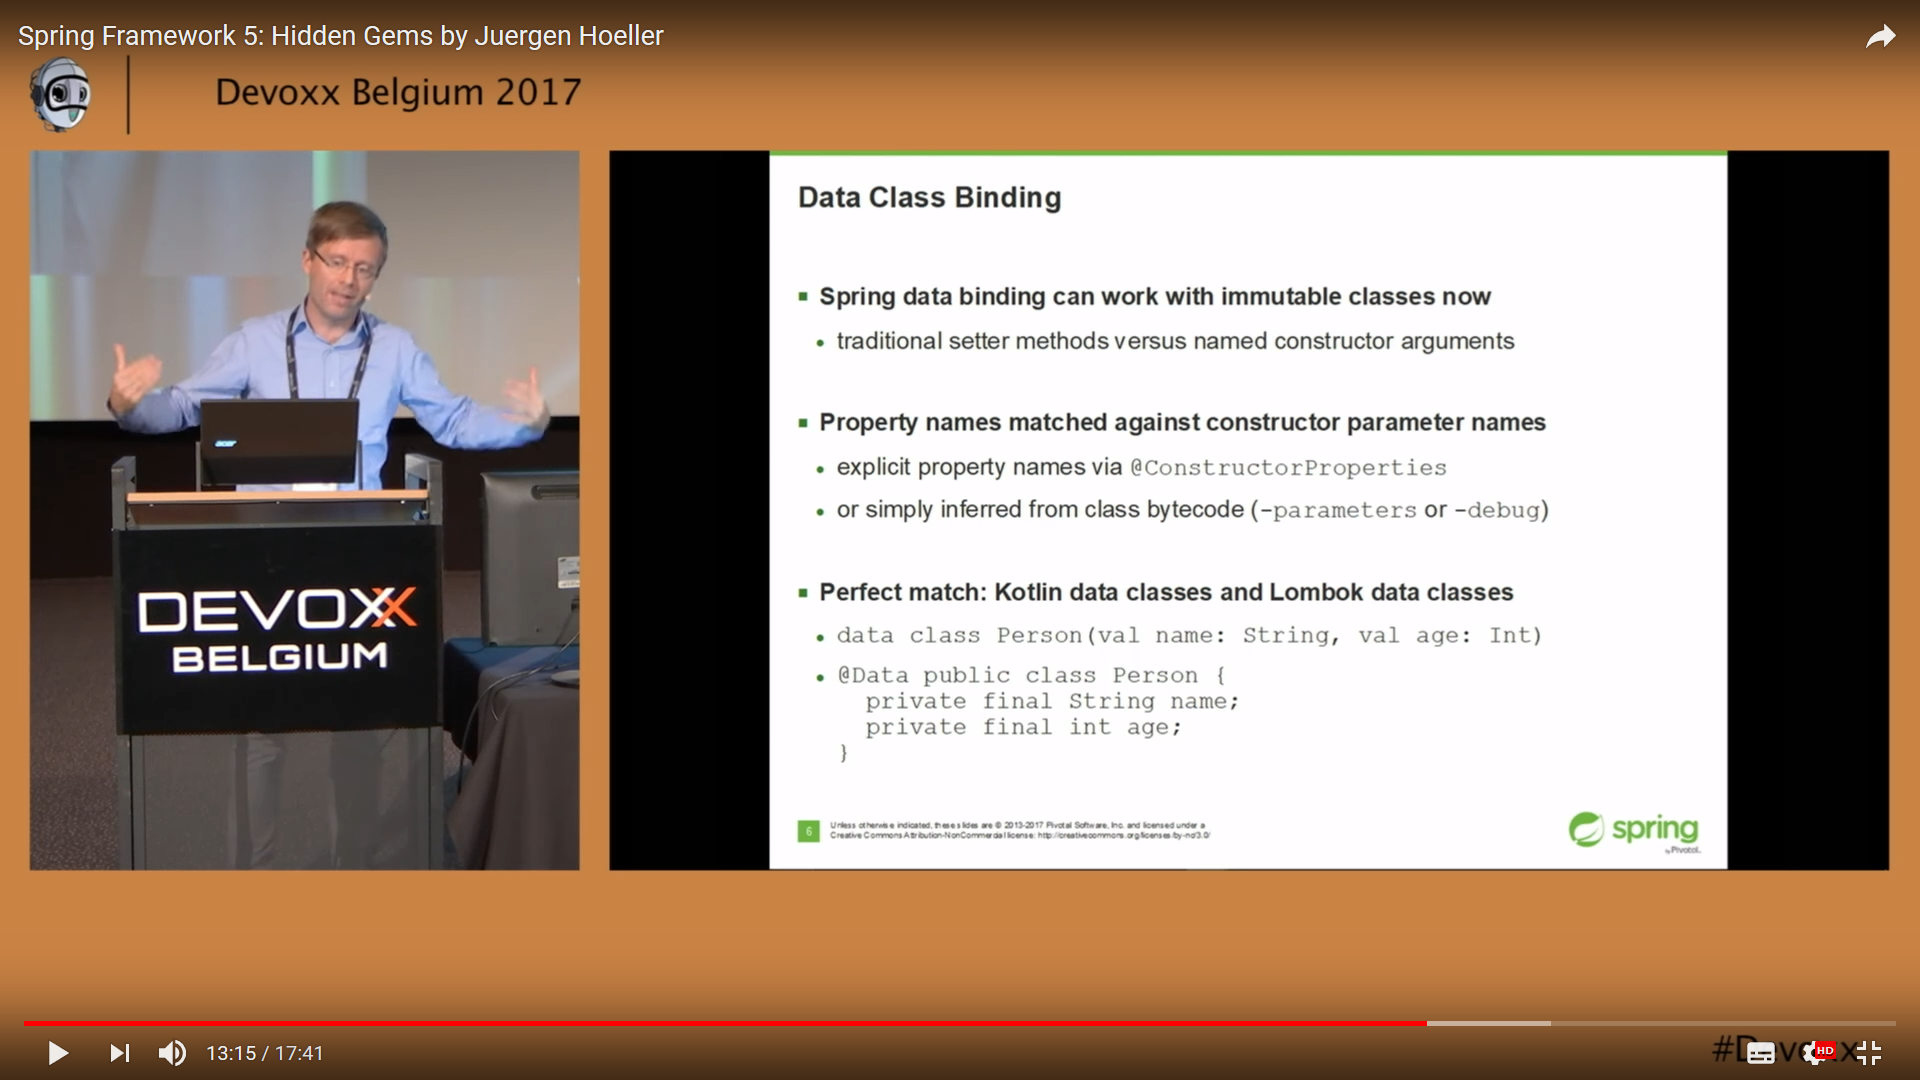 Spring Framework 5: Hidden Gems by Juergen Hoeller
Devoxx Belgium 2017
acer
DEVOXX
BELGIUM
Data Class Binding
Spring data binding can work with immutable classes now
traditional setter methods versus named constructor arguments
Property names matched against constructor parameter names
explicit property names via @ConstructorProperties
or simply inferred from class bytecode (-parameters or -debug)
Perfect match: Kotlin data classes and Lombok data classes
data class Person(val name: String, val age: Int)
@Data public class Person {
private final String name;
private final int age;
}
6
Unless otherwise indicated, these slides are © 2013-2017 Pivotal Software, Inc. and licensed under a
Creative Commons Attribution-NonCommercial license: http://creativecommons.org/licenses/by-nc/3.0/
spring
by Pivotal.
13:15 / 17:41
#Devoxx
HD